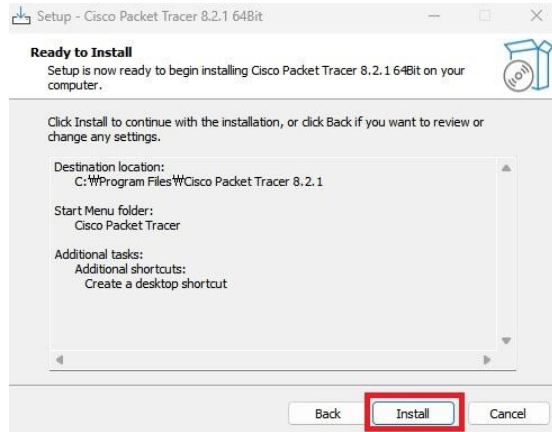 Setup - Cisco Packet Tracer 8.2.1 64Bit
Ready to Install
Setup is now ready to begin installing Cisco Packet Tracer 8.2.1 64Bit on your
computer.
Click Install to continue with the installation, or click Back if you want to review or
change any settings.
Destination location:
C:₩Program Files₩Cisco Packet Tracer 8.2.1
Start Menu folder:
Cisco Packet Tracer
Additional tasks:
Additional shortcuts:
Create a desktop shortcut
Back Install Cancel